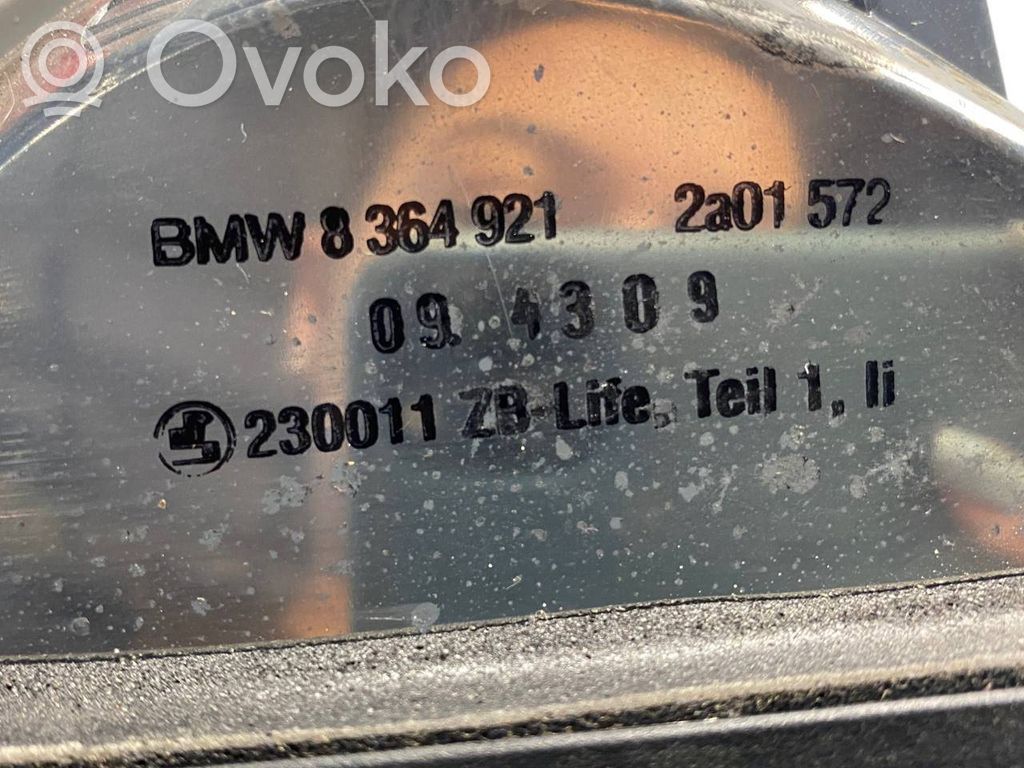 Ovoko
BMW 8 364 921 2a01 572
09. 4309
230011 ZB-Life, Teil 1, li